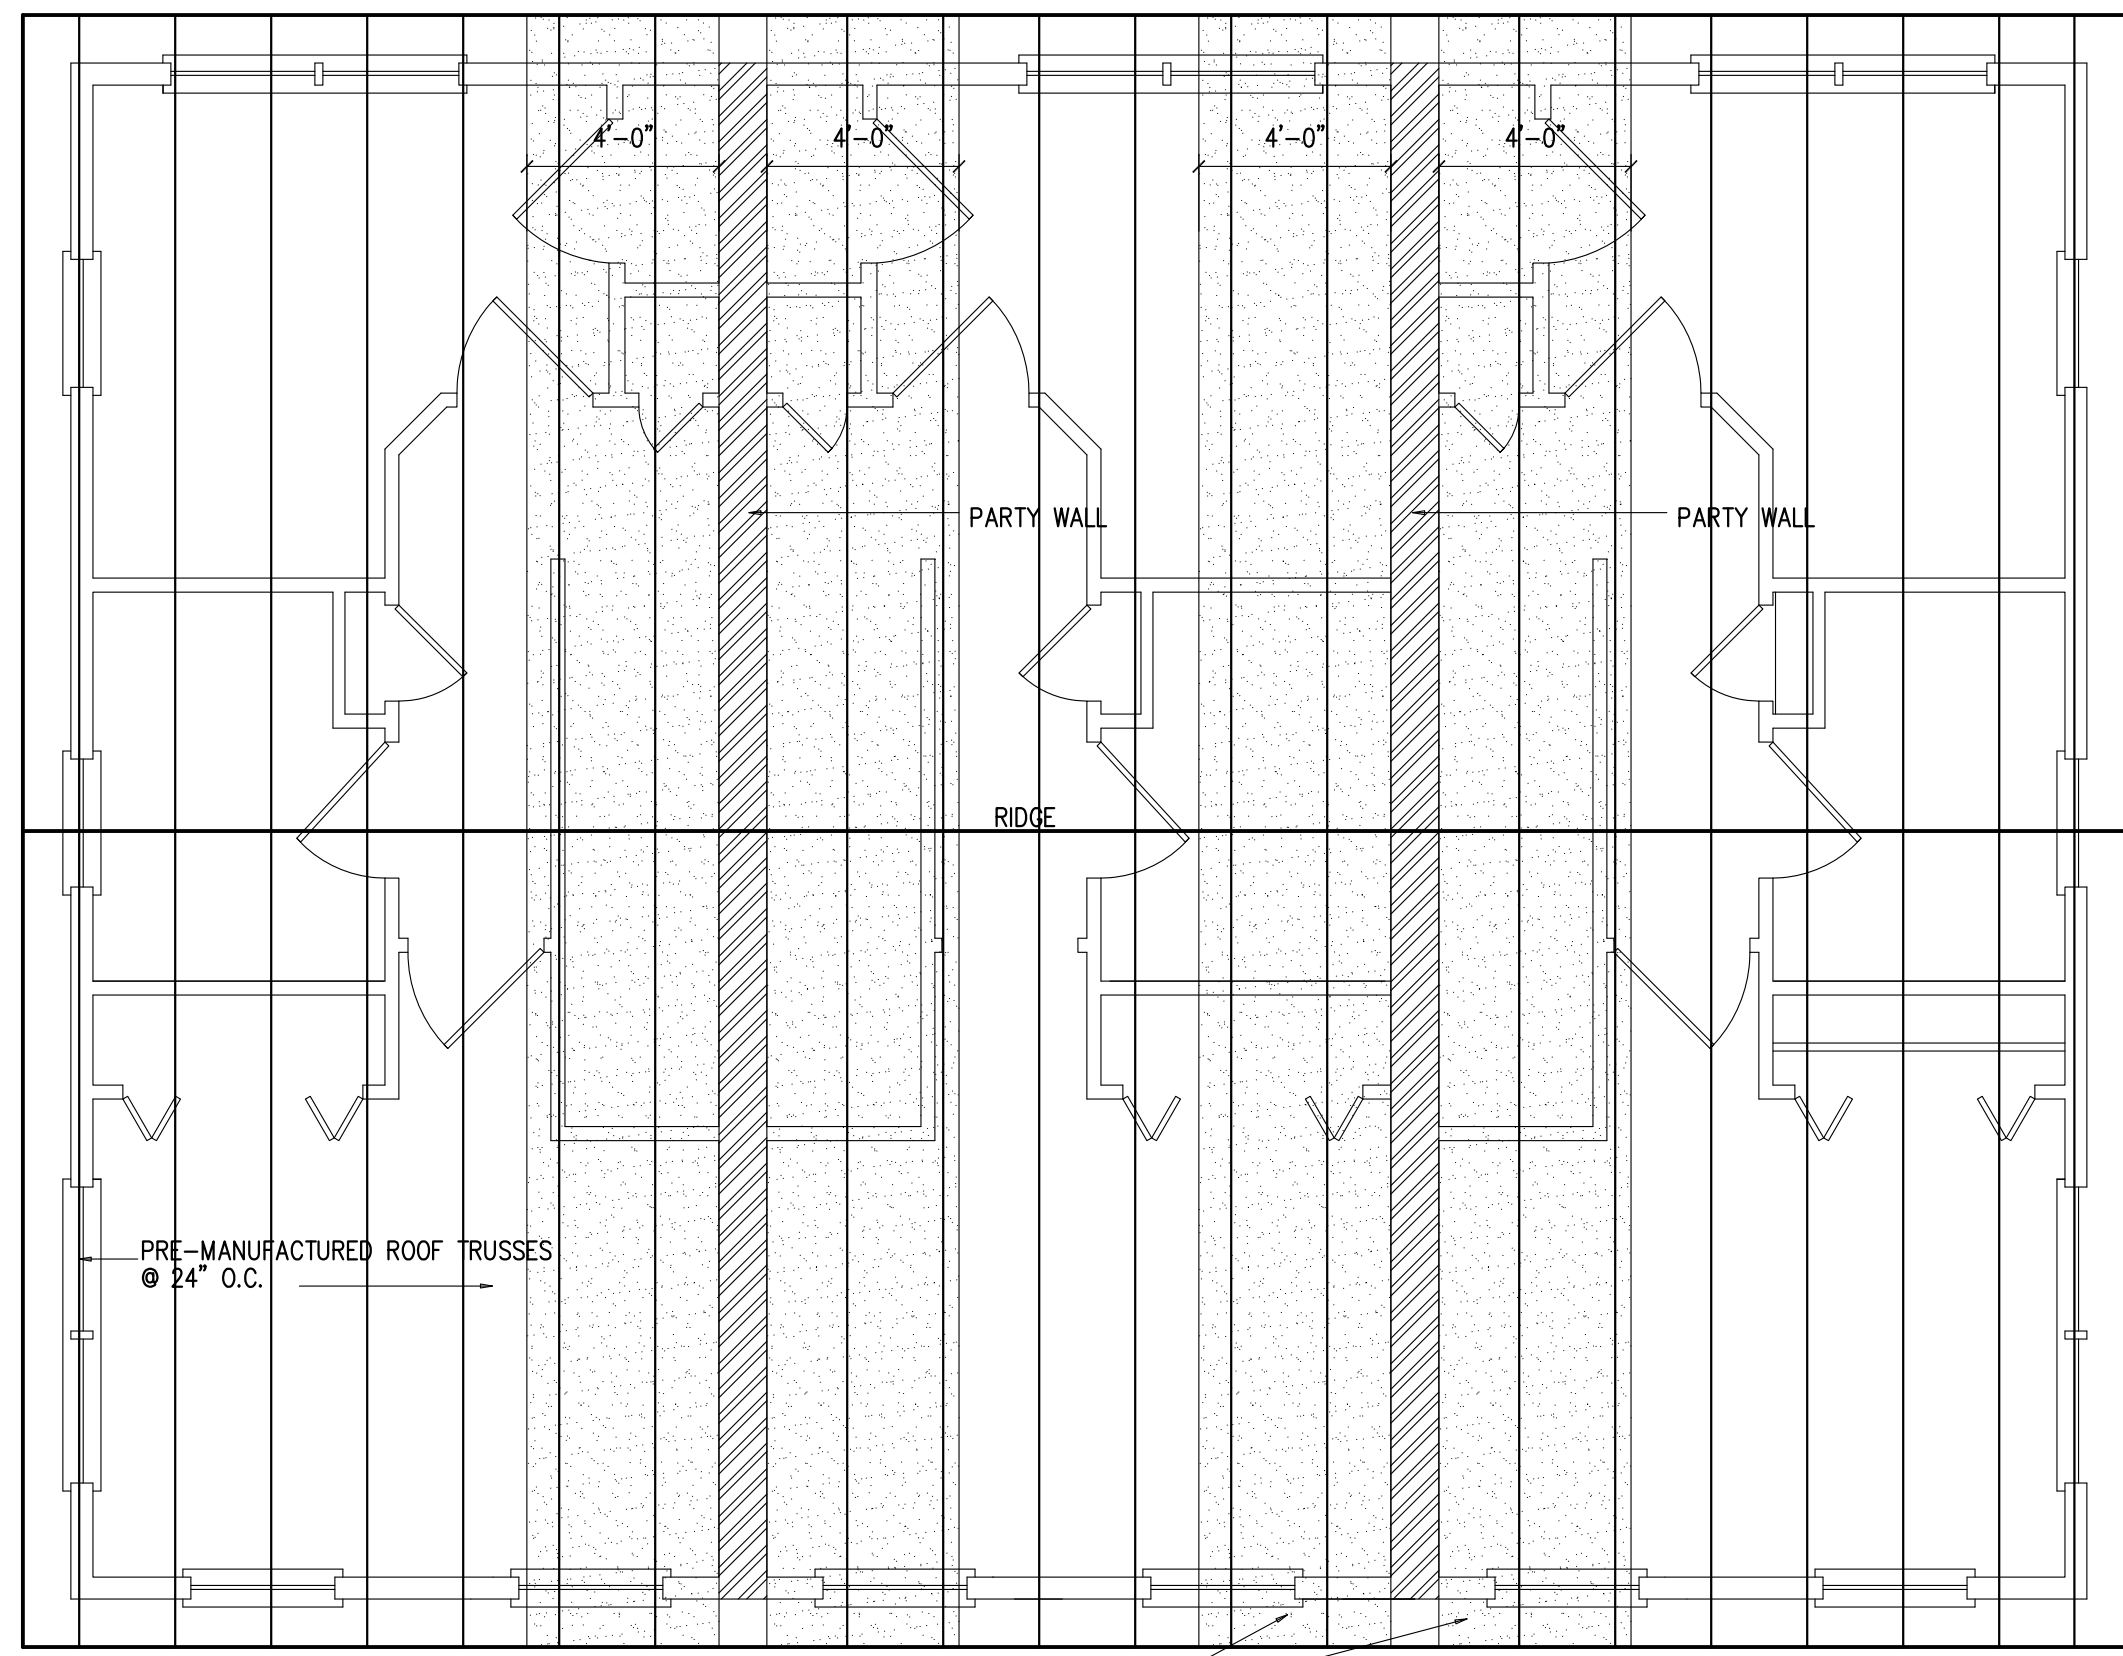 4'-0" 4'-0" 4'-0" 4'-0"
PARTY WALL PARTY WALL
RIDGE
PRE-MANUFACTURED ROOF TRUSSES
@ 24" O.C.